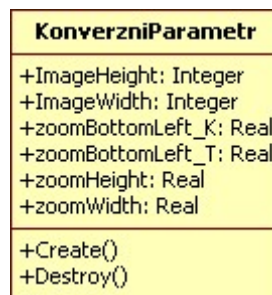 KonverzniParametr
+ImageHeight: Integer
+ImageWidth: Integer
+zoomBottomLeft_K: Real
+zoomBottomLeft_T: Real
+zoomHeight: Real
+zoomWidth: Real
+Create()
+Destroy()